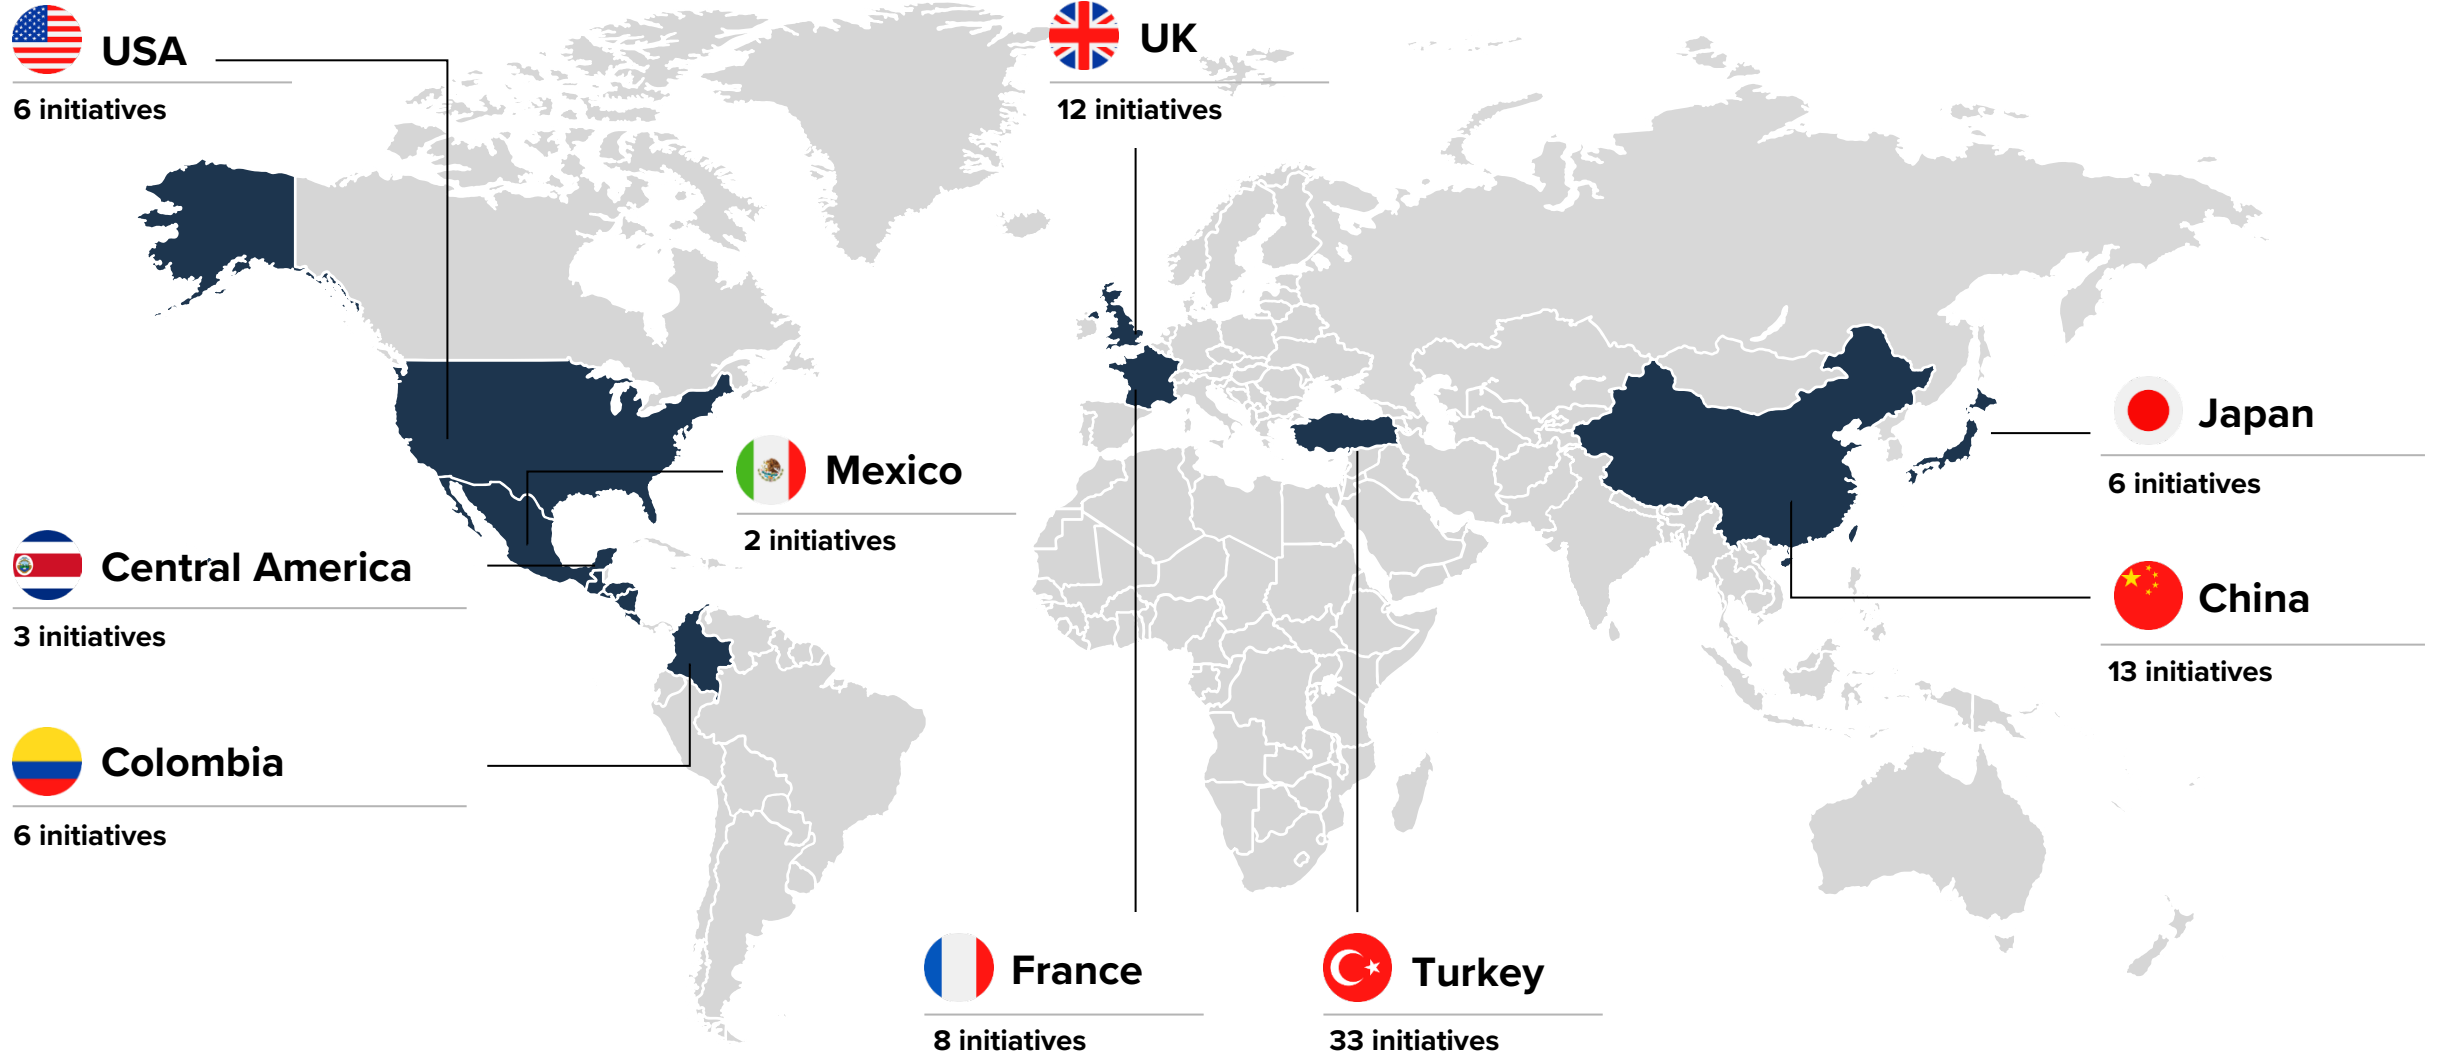 USA
6 initiatives
UK
12 initiatives
Mexico
2 initiatives
Japan
6 initiatives
Central America
3 initiatives
China
13 initiatives
Colombia
6 initiatives
France
8 initiatives
Turkey
33 initiatives